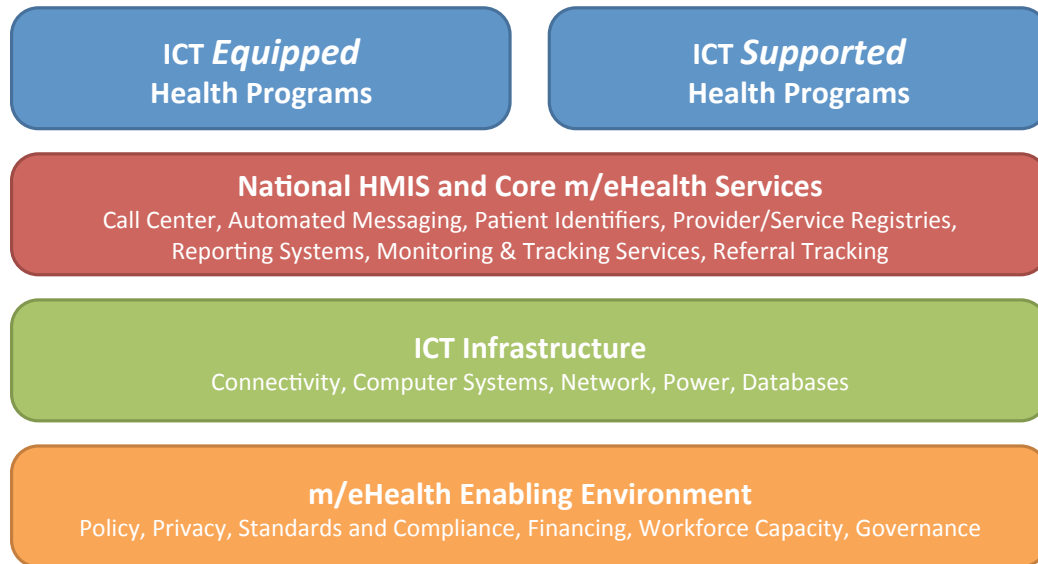 ICT Equipped
Health Programs
ICT Supported
Health Programs
National HMIS and Core m/eHealth Services
Call Center, Automated Messaging, Patient Identifiers, Provider/Service Registries,
Reporting Systems, Monitoring & Tracking Services, Referral Tracking
ICT Infrastructure
Connectivity, Computer Systems, Network, Power, Databases
m/eHealth Enabling Environment
Policy, Privacy, Standards and Compliance, Financing, Workforce Capacity, Governance